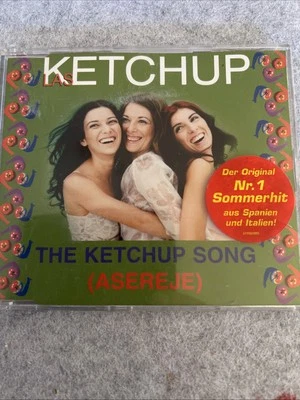 LAS KETCHUP
Der Original
Nr. 1
Sommerhit
aus Spanien
und Italien!
THE KETCHUP SONG
(ASEREJE)